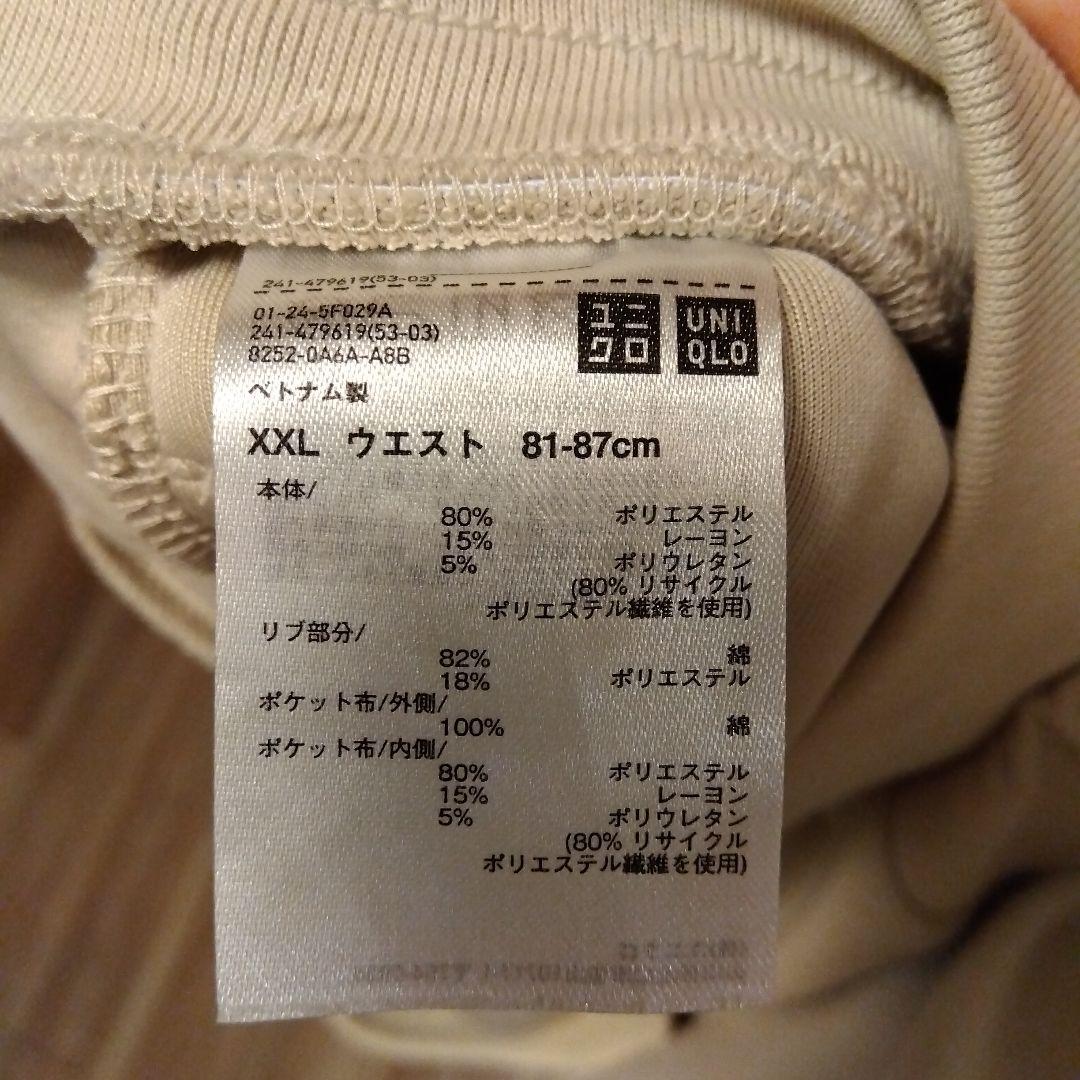 241-479619(53-03)
01-24-5F029A
241-479619(53-03)
8252-0A6A-A8B
ユニクロ
UNIQLO
ベトナム製
XXL ウエスト 81-87cm
本体/
80% ポリエステル
15% レーヨン
5% ポリウレタン
(80% リサイクル
ポリエステル繊維を使用)
リブ部分/
82% 綿
18% ポリエステル
ポケット布/外側/
100% 綿
ポケット布/内側/
80% ポリエステル
15% レーヨン
5% ポリウレタン
(80% リサイクル
ポリエステル繊維を使用)